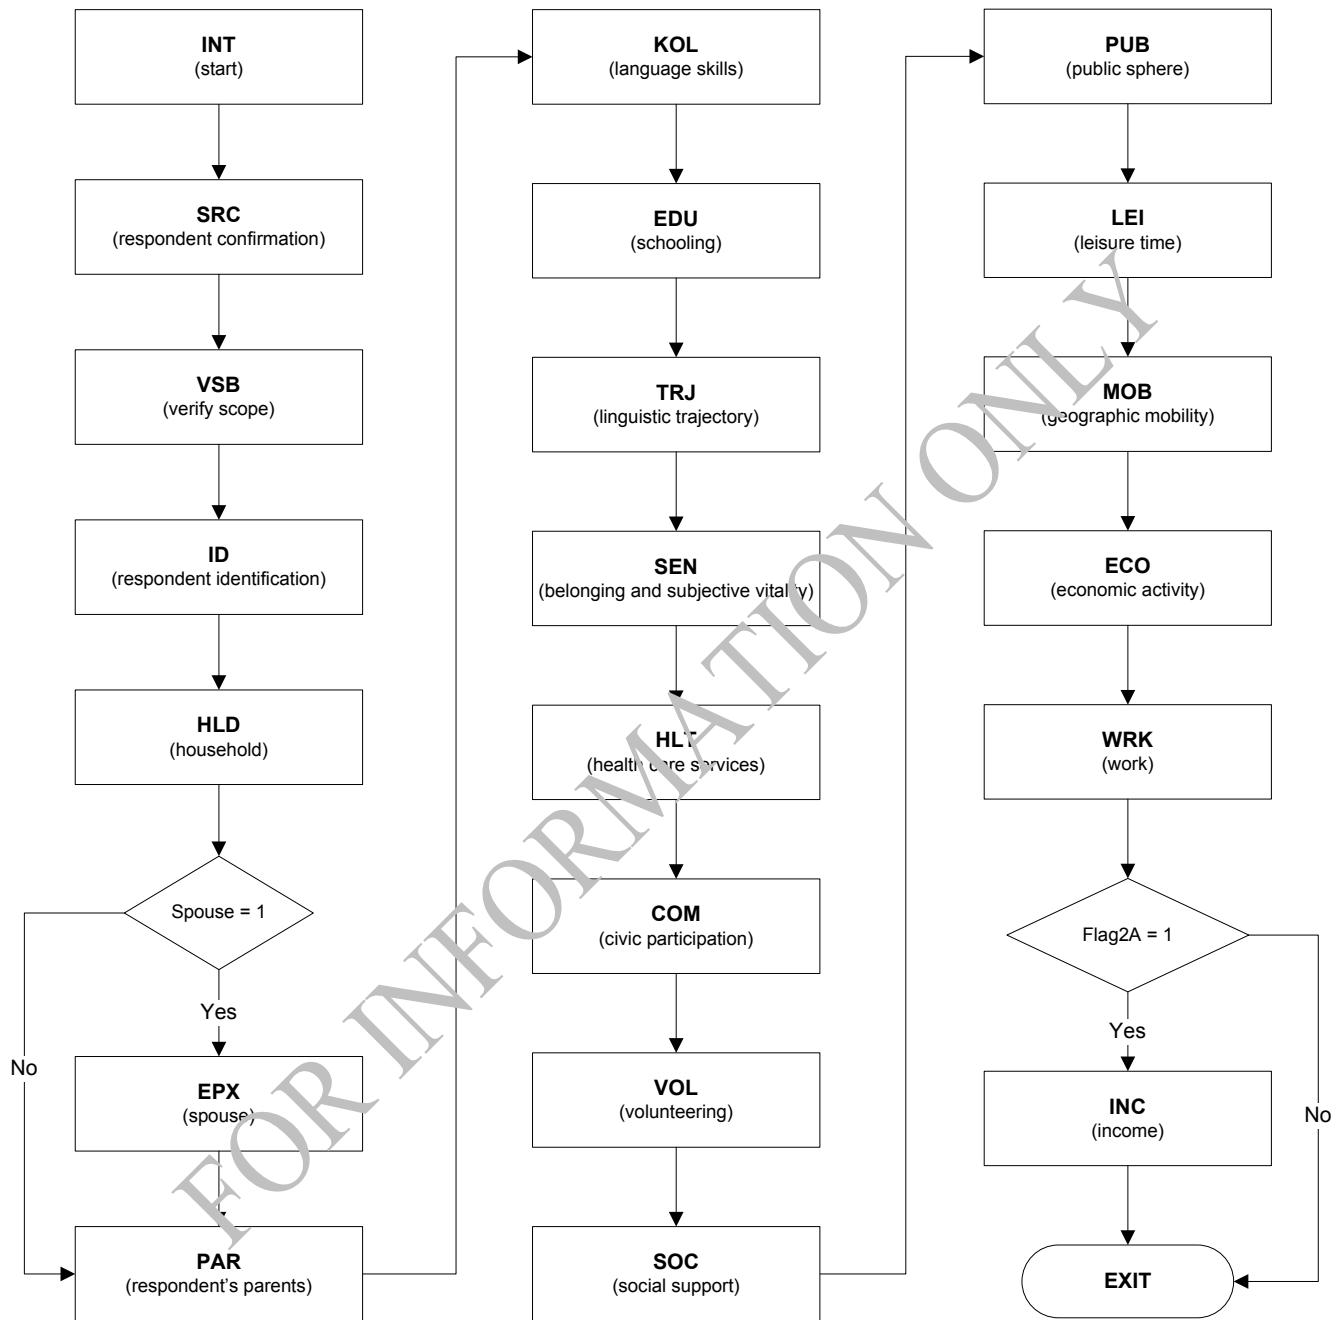 INT
(start)
SRC
(respondent confirmation)
VSB
(verify scope)
ID
(respondent identification)
HLD
(household)
Spouse = 1
Yes
No
EPX
(spouse)
PAR
(respondent’s parents)
KOL
(language skills)
EDU
(schooling)
TRJ
(linguistic trajectory)
SEN
(belonging and subjective vitality)
HLT
(health care services)
COM
(civic participation)
VOL
(volunteering)
SOC
(social support)
PUB
(public sphere)
LEI
(leisure time)
MOB
(geographic mobility)
ECO
(economic activity)
WRK
(work)
Flag2A = 1
Yes
No
INC
(income)
EXIT
FOR INFORMATION ONLY